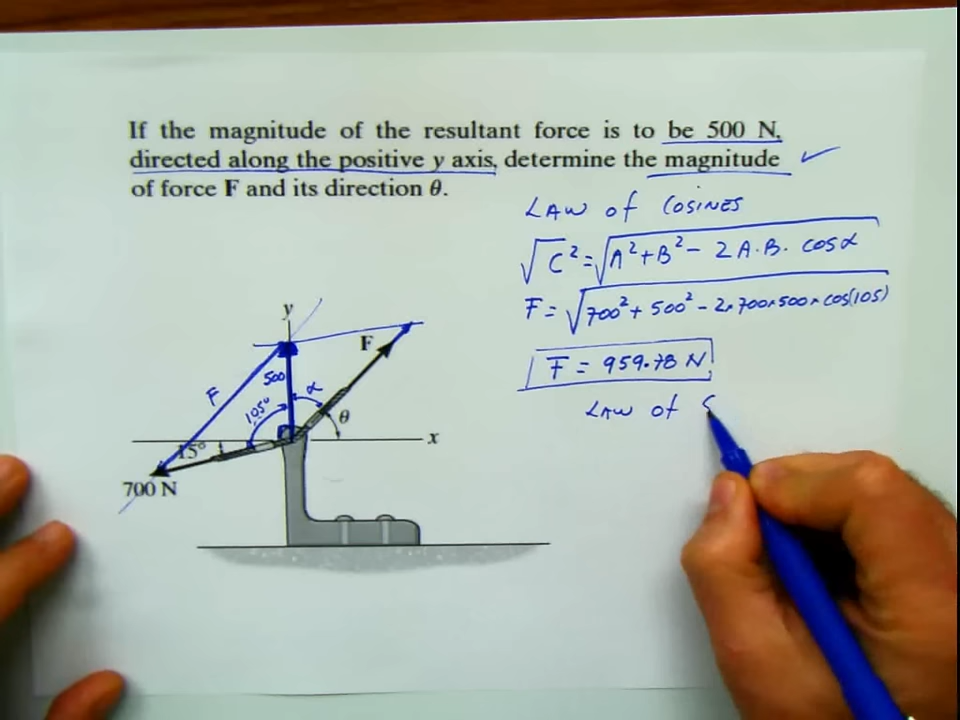 If the magnitude of the resultant force is to be 500 N,
directed along the positive y axis, determine the magnitude
of force F and its direction θ.
LAW of COSINES
√C² = √A² + B² - 2 A·B· cosα
F = √700² + 500² - 2×700×500×cos(105)
F = 959.78 N
LAW of S
y
F
500
α
F
105°
θ
15°
x
700 N